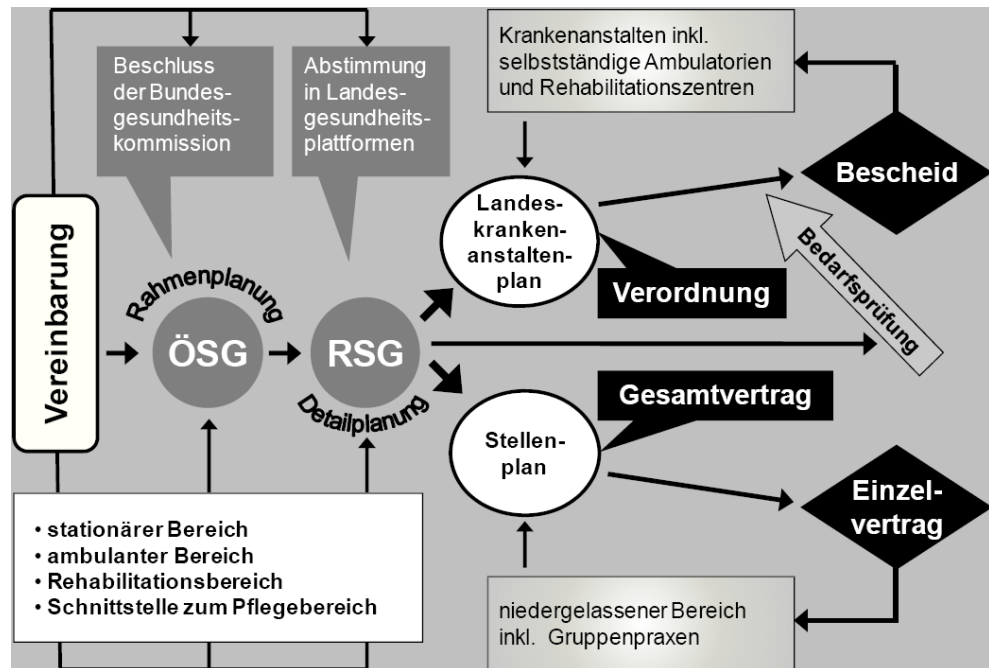 Beschluss
der Bundes-
gesundheits-
kommission
Abstimmung
in Landes-
gesundheits-
plattformen
Krankenanstalten inkl.
selbstständige Ambulatorien
und Rehabilitationszentren
Bescheid
Landes-
kranken-
anstalten-
plan
Verordnung
Bedarfsprüfung
Vereinbarung
Rahmenplanung
ÖSG
RSG
Detailplanung
Gesamtvertrag
Stellen-
plan
Einzel-
vertrag
• stationärer Bereich
• ambulanter Bereich
• Rehabilitationsbereich
• Schnittstelle zum Pflegebereich
niedergelassener Bereich
inkl. Gruppenpraxen